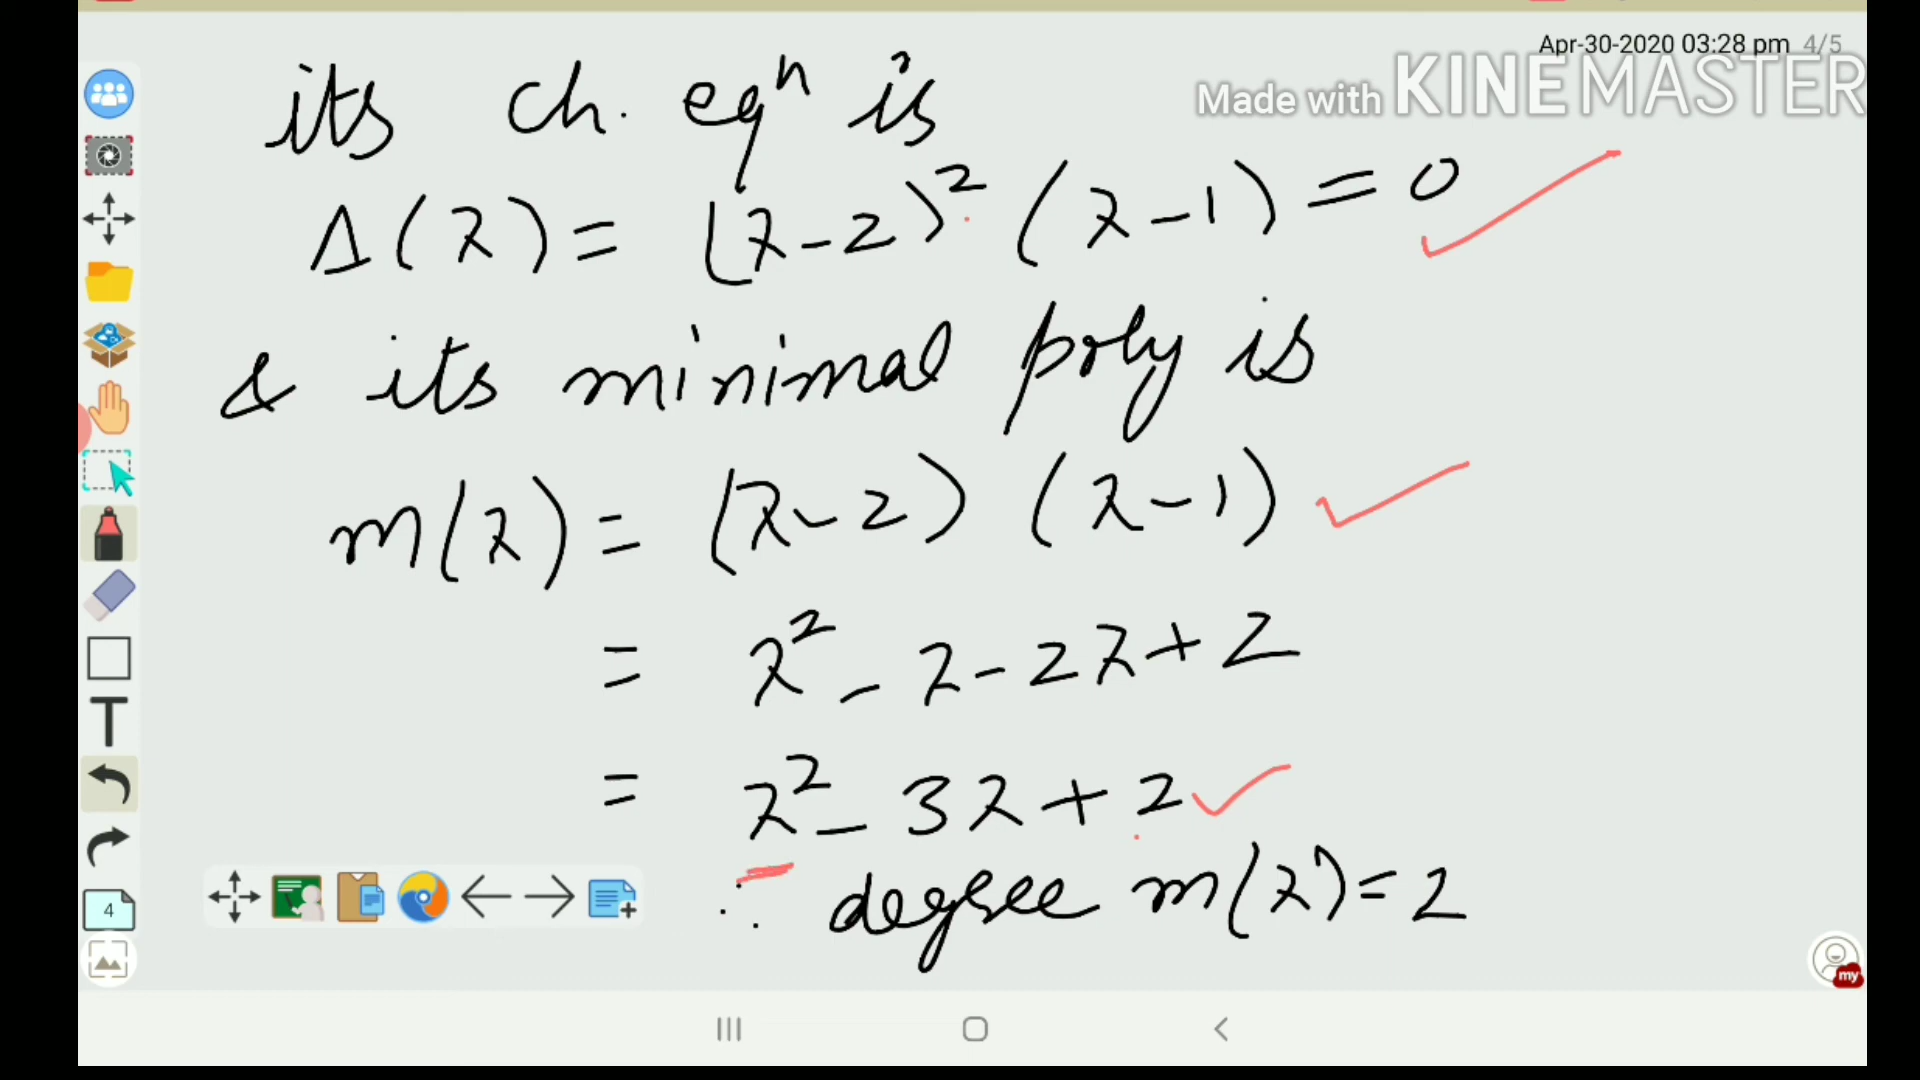 Apr-30-2020 03:28 pm 4/5
Made with KINEMASTER
its ch. eqⁿ is
Δ(λ) = (λ-2)² (λ-1) = 0
& its minimal poly is
m(λ) = (λ-2) (λ-1)
= λ² - λ - 2λ + 2
= λ² - 3λ + 2
∵ degree m(λ) = 2
T
4
my